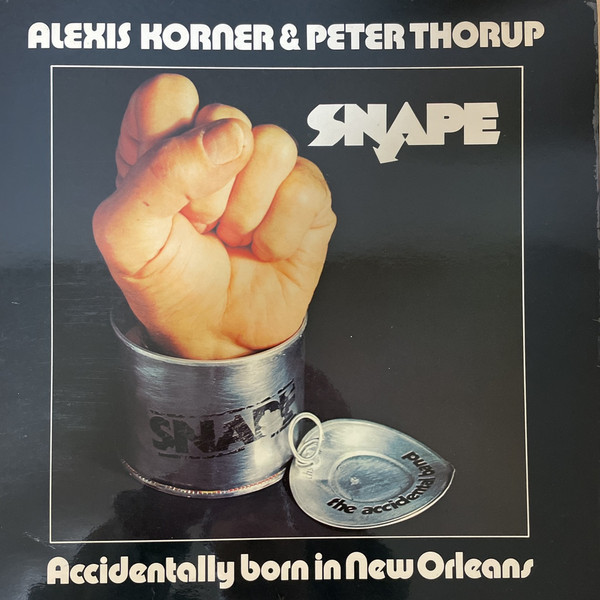 ALEXIS KORNER & PETER THORUP
SNAPE
SNAPE
the accidental band
Accidentally born in New Orleans